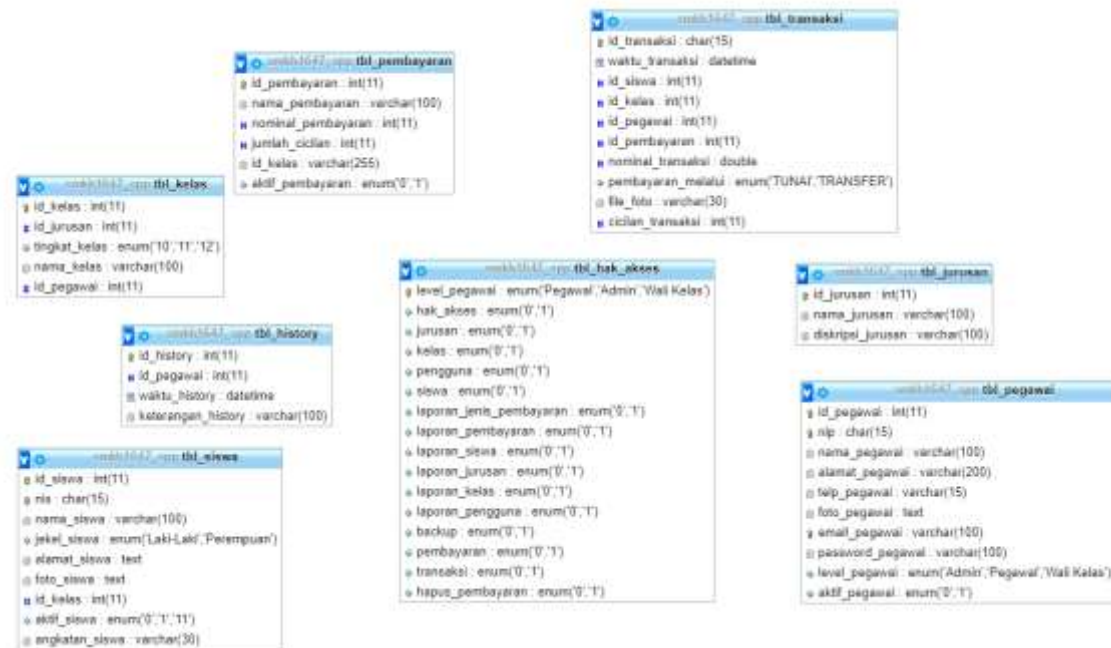 tbl_transaksi
id_transaksi : char(15)
waktu_transaksi : datetime
id_siswa : int(11)
id_kelas : int(11)
id_pegawai : int(11)
id_pembayaran : int(11)
nominal_transaksi : double
pembayaran_melalui : enum('TUNAI','TRANSFER')
file_foto : varchar(30)
cicilan_transaksi : int(11)
tbl_pembayaran
id_pembayaran : int(11)
nama_pembayaran : varchar(100)
nominal_pembayaran : int(11)
jumlah_cicilan : int(11)
id_kelas : varchar(255)
aktif_pembayaran : enum('0','1')
tbl_kelas
id_kelas : int(11)
id_jurusan : int(11)
tingkat_kelas : enum('10','11','12')
nama_kelas : varchar(100)
id_pegawai : int(11)
tbl_hak_akses
level_pegawai : enum('Pegawai','Admin','Wali Kelas')
hak_akses : enum('0','1')
jurusan : enum('0','1')
kelas : enum('0','1')
pengguna : enum('0','1')
siswa : enum('0','1')
laporan_jenis_pembayaran : enum('0','1')
laporan_pembayaran : enum('0','1')
laporan_siswa : enum('0','1')
laporan_jurusan : enum('0','1')
laporan_kelas : enum('0','1')
laporan_pengguna : enum('0','1')
backup : enum('0','1')
pembayaran : enum('0','1')
transaksi : enum('0','1')
hapus_pembayaran : enum('0','1')
tbl_jurusan
id_jurusan : int(11)
nama_jurusan : varchar(100)
diskripsi_jurusan : varchar(100)
tbl_history
id_history : int(11)
id_pegawai : int(11)
waktu_history : datetime
keterangan_history : varchar(100)
tbl_pegawai
id_pegawai : int(11)
nip : char(15)
nama_pegawai : varchar(100)
alamat_pegawai : varchar(200)
telp_pegawai : varchar(15)
foto_pegawai : text
email_pegawai : varchar(100)
password_pegawai : varchar(100)
level_pegawai : enum('Admin','Pegawai','Wali Kelas')
aktif_pegawai : enum('0','1')
tbl_siswa
id_siswa : int(11)
nis : char(15)
nama_siswa : varchar(100)
jekel_siswa : enum('Laki-Laki','Perempuan')
alamat_siswa : text
foto_siswa : text
id_kelas : int(11)
aktif_siswa : enum('0','1','11')
angkatan_siswa : varchar(30)